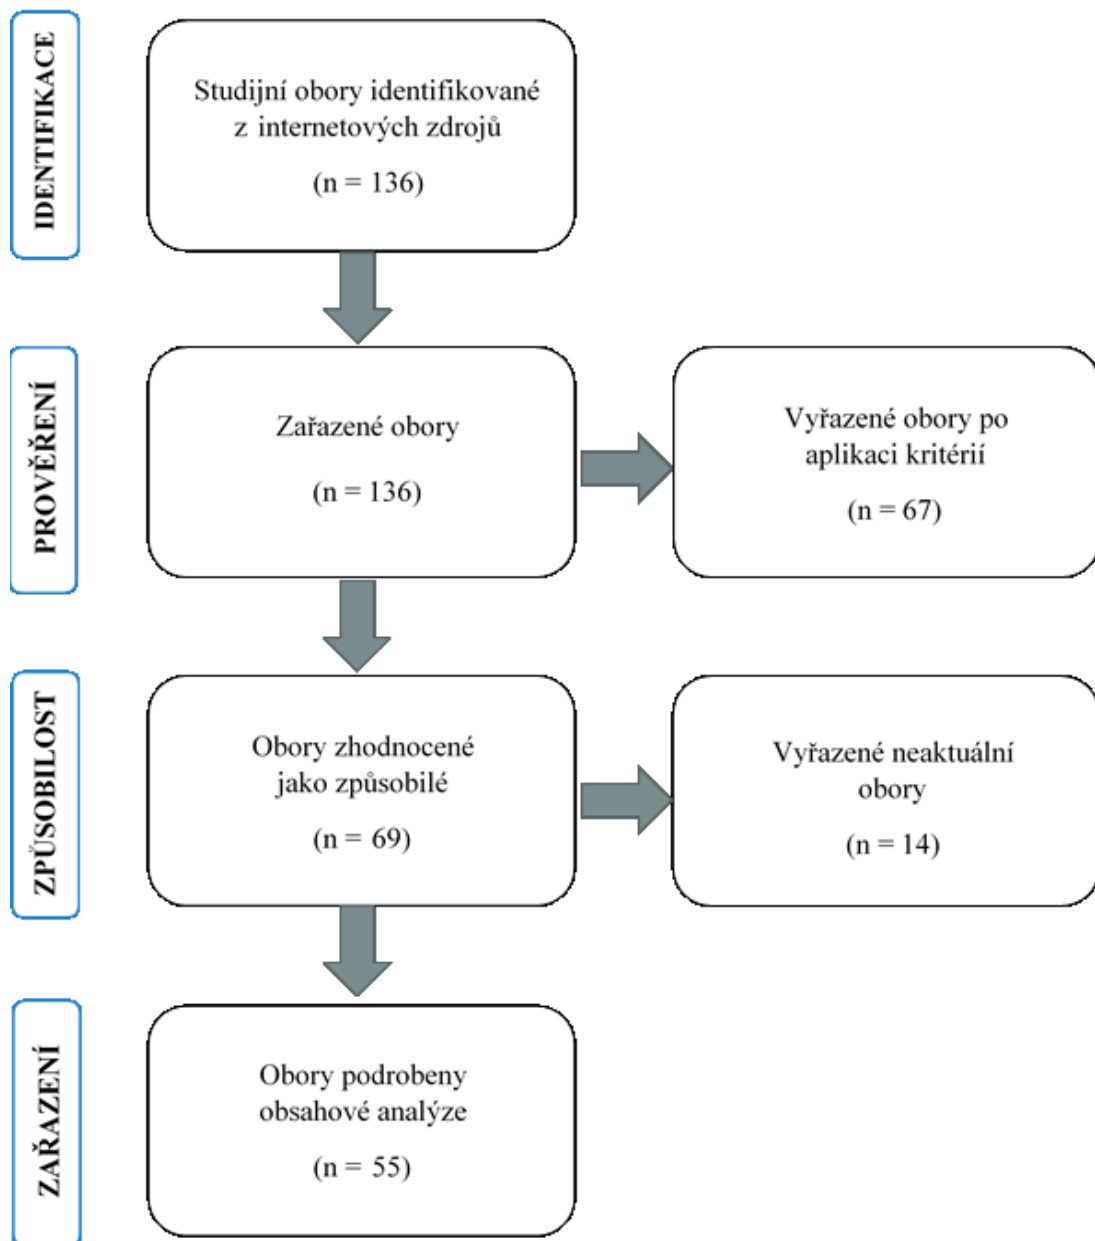 IDENTIFIKACE
Studijní obory identifikované
z internetových zdrojů
(n = 136)
PROVĚŘENÍ
Zařazené obory
(n = 136)
Vyřazené obory po
aplikaci kritérií
(n = 67)
ZPŮSOBILOST
Obory zhodnocené
jako způsobilé
(n = 69)
Vyřazené neaktuální
obory
(n = 14)
ZAŘAZENÍ
Obory podrobeny
obsahové analýze
(n = 55)